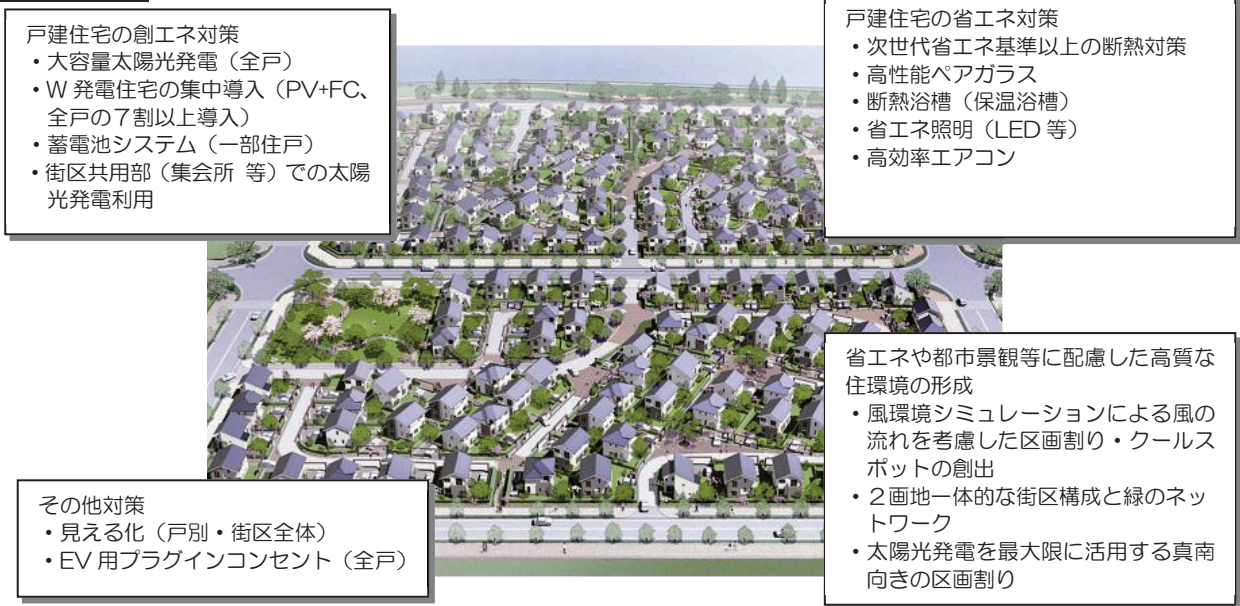 戸建住宅の創エネ対策
・大容量太陽光発電（全戸）
・W 発電住宅の集中導入（PV+FC、
全戸の７割以上導入）
・蓄電池システム（一部住戸）
・街区共用部（集会所 等）での太陽
光発電利用
戸建住宅の省エネ対策
・次世代省エネ基準以上の断熱対策
・高性能ペアガラス
・断熱浴槽（保温浴槽）
・省エネ照明（LED 等）
・高効率エアコン
その他対策
・見える化（戸別・街区全体）
・EV 用プラグインコンセント（全戸）
省エネや都市景観等に配慮した高質な
住環境の形成
・風環境シミュレーションによる風の
流れを考慮した区画割り・クールス
ポットの創出
・２画地一体的な街区構成と緑のネッ
トワーク
・太陽光発電を最大限に活用する真南
向きの区画割り